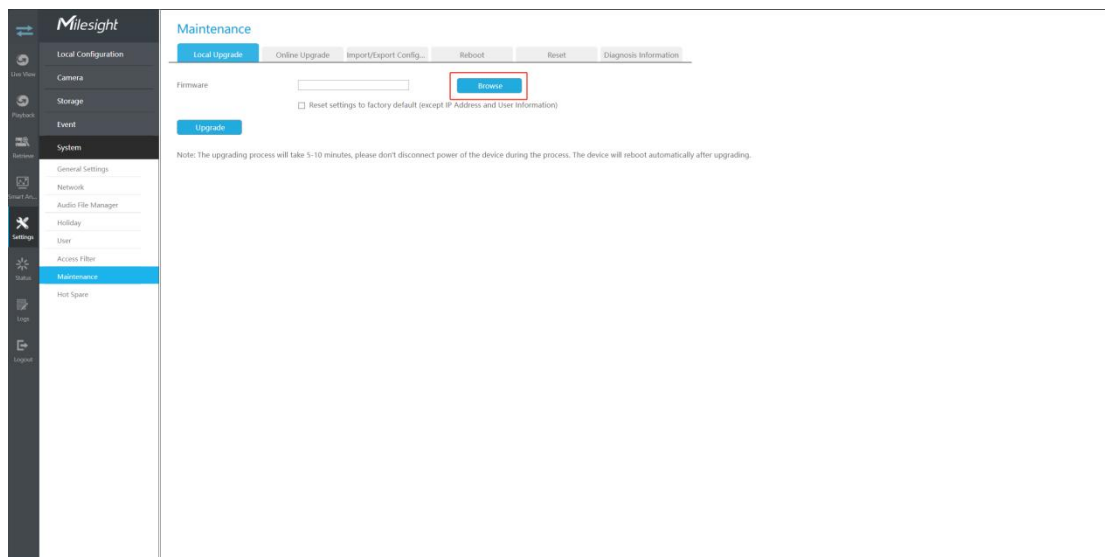 Milesight
Live View
Playback
Retrieve
Smart An...
Settings
Status
Logs
Logout
Local Configuration
Camera
Storage
Event
System
General Settings
Network
Audio File Manager
Holiday
User
Access Filter
Maintenance
Hot Spare
Maintenance
Local Upgrade Online Upgrade Import/Export Config... Reboot Reset Diagnosis Information
Firmware Browse
Reset settings to factory default (except IP Address and User Information)
Upgrade
Note: The upgrading process will take 5-10 minutes, please don't disconnect power of the device during the process. The device will reboot automatically after upgrading.